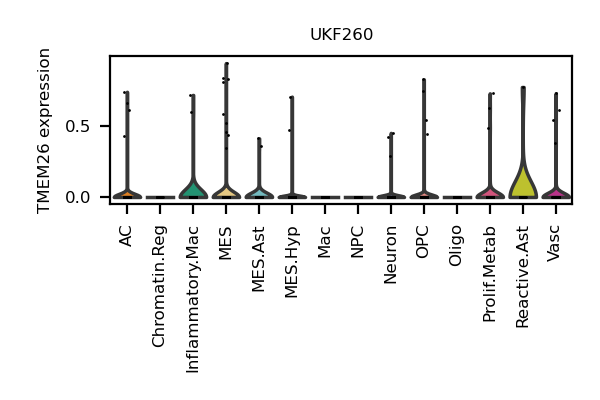 UKF260
TMEM26 expression
0.5
0.0
AC
Chromatin.Reg
Inflammatory.Mac
MES
MES.Ast
MES.Hyp
Mac
NPC
Neuron
OPC
Oligo
Prolif.Metab
Reactive.Ast
Vasc